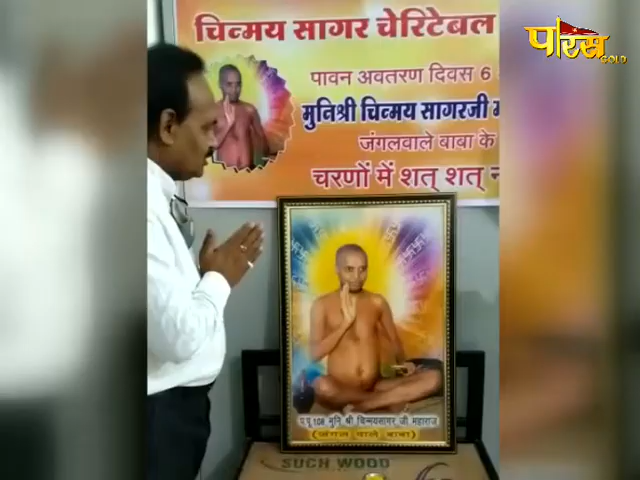 पारस
GOLD
चिन्मय सागर चेरिटेबल
पावन अवतरण दिवस 6
मुनिश्री चिन्मय सागरजी
जंगलवाले बाबा के
चरणों में शत् शत्
प.पू.108 मुनि श्री चिन्मयसागर जी महाराज
(जंगल वाले बाबा)
SUCH WOOD